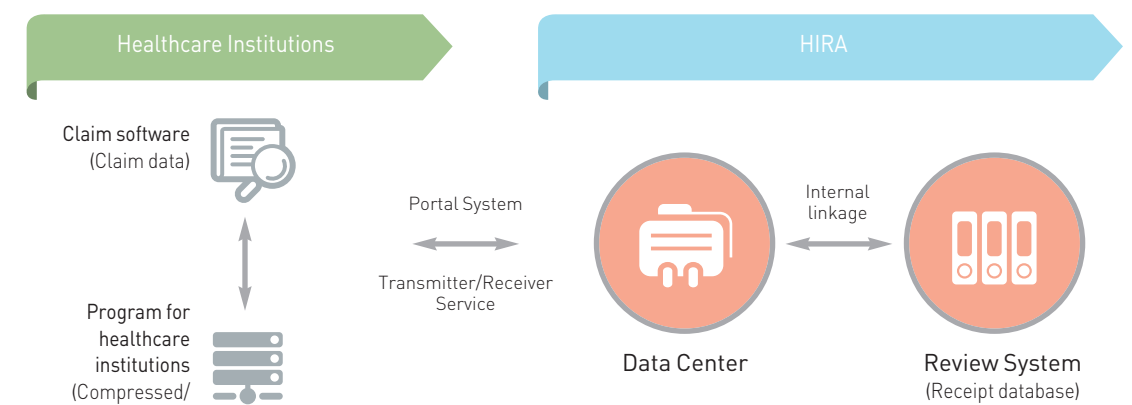 Healthcare Institutions
HIRA
Claim software
(Claim data)
Portal System
Transmitter/Receiver
Service
Program for
healthcare
institutions
(Compressed/
Internal
linkage
Data Center
Review System
(Receipt database)